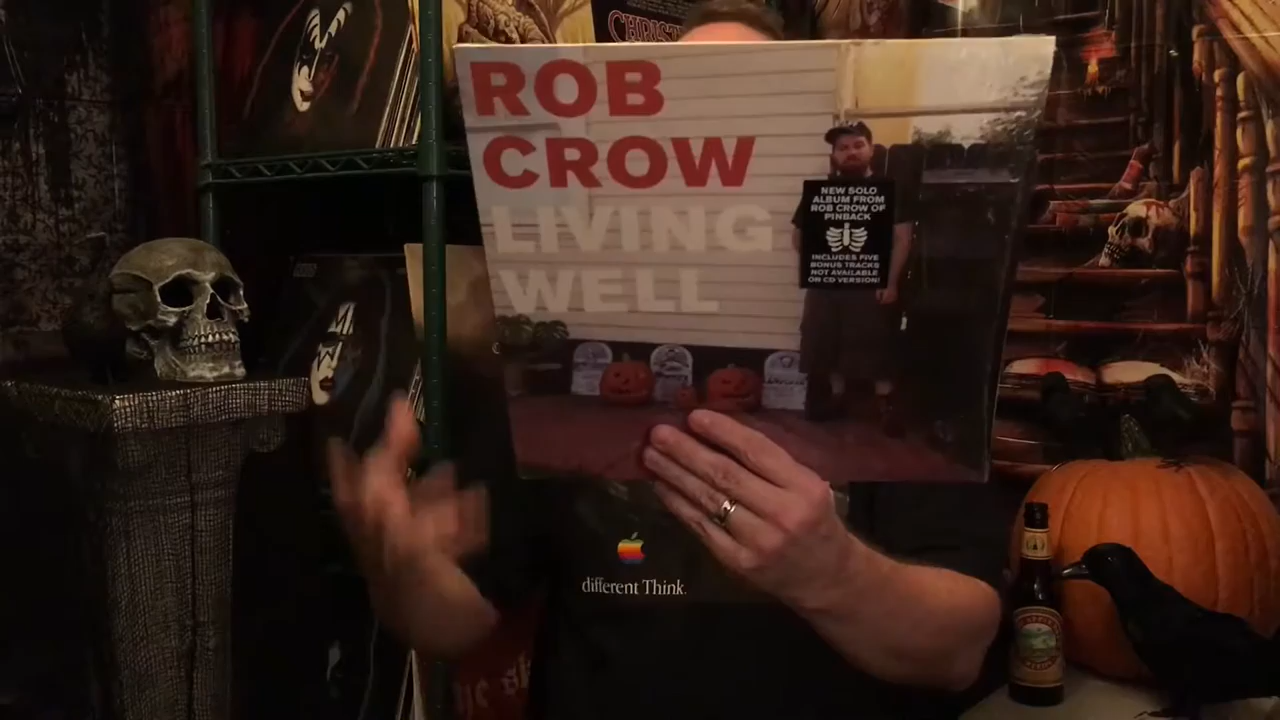 CHRIST
ROB
CROW
LIVING
WELL
NEW SOLO
ALBUM FROM
ROB CROW OF
PINBACK
INCLUDES FIVE
BONUS TRACKS
NOT AVAILABLE
ON CD VERSION!
different Think.